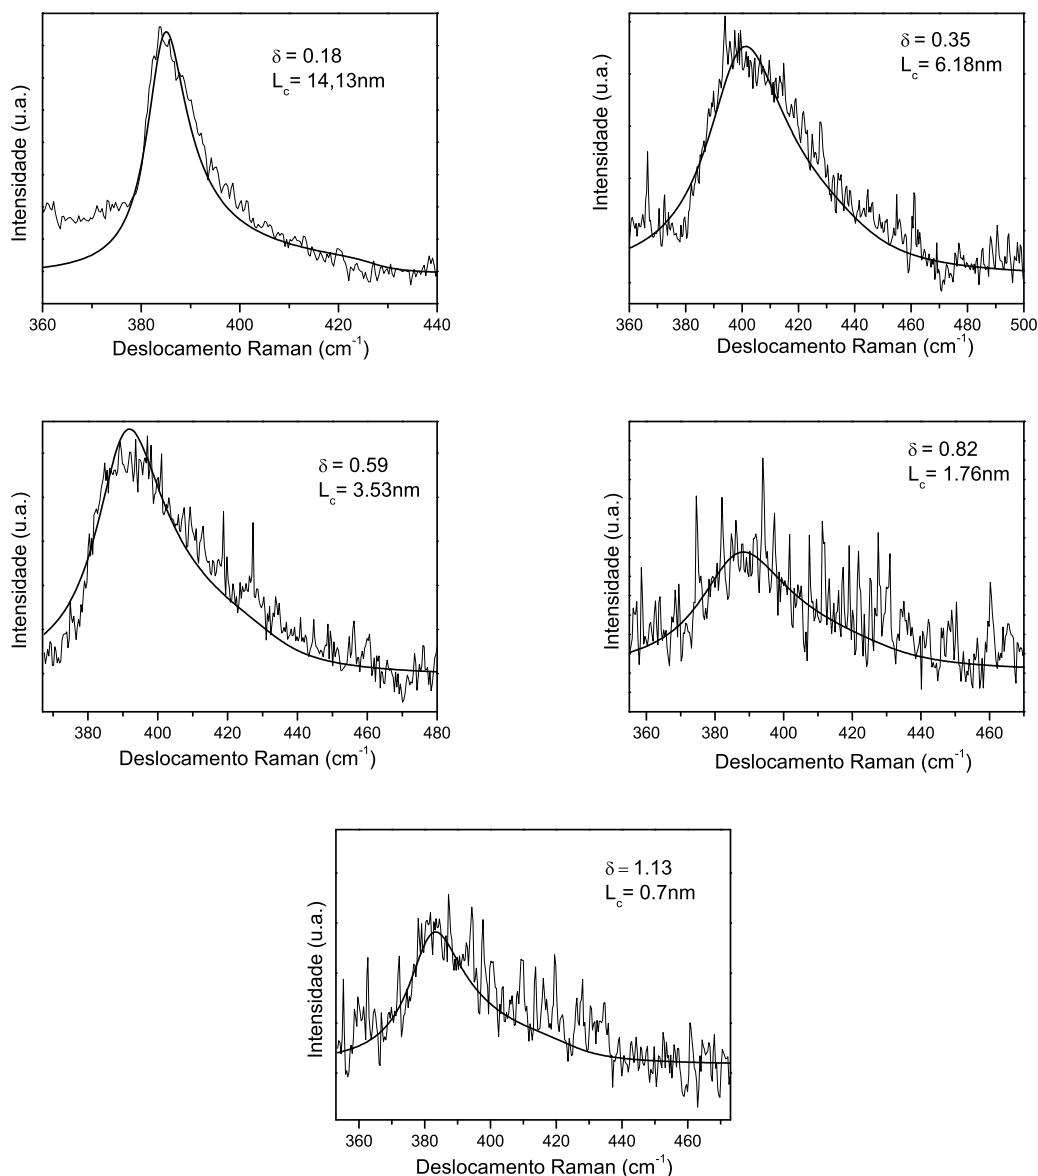 δ = 0.18
L_c= 14,13nm
Intensidade (u.a.)
360 380 400 420 440
Deslocamento Raman (cm⁻¹)
δ = 0.35
L_c= 6.18nm
Intensidade (u.a.)
360 380 400 420 440 460 480 500
Deslocamento Raman (cm⁻¹)
δ = 0.59
L_c= 3.53nm
Intensidade (u.a.)
380 400 420 440 460 480
Deslocamento Raman (cm⁻¹)
δ = 0.82
L_c= 1.76nm
Intensidade (u.a.)
360 380 400 420 440 460
Deslocamento Raman (cm⁻¹)
δ = 1.13
L_c= 0.7nm
Intensidade (u.a.)
360 380 400 420 440 460
Deslocamento Raman (cm⁻¹)